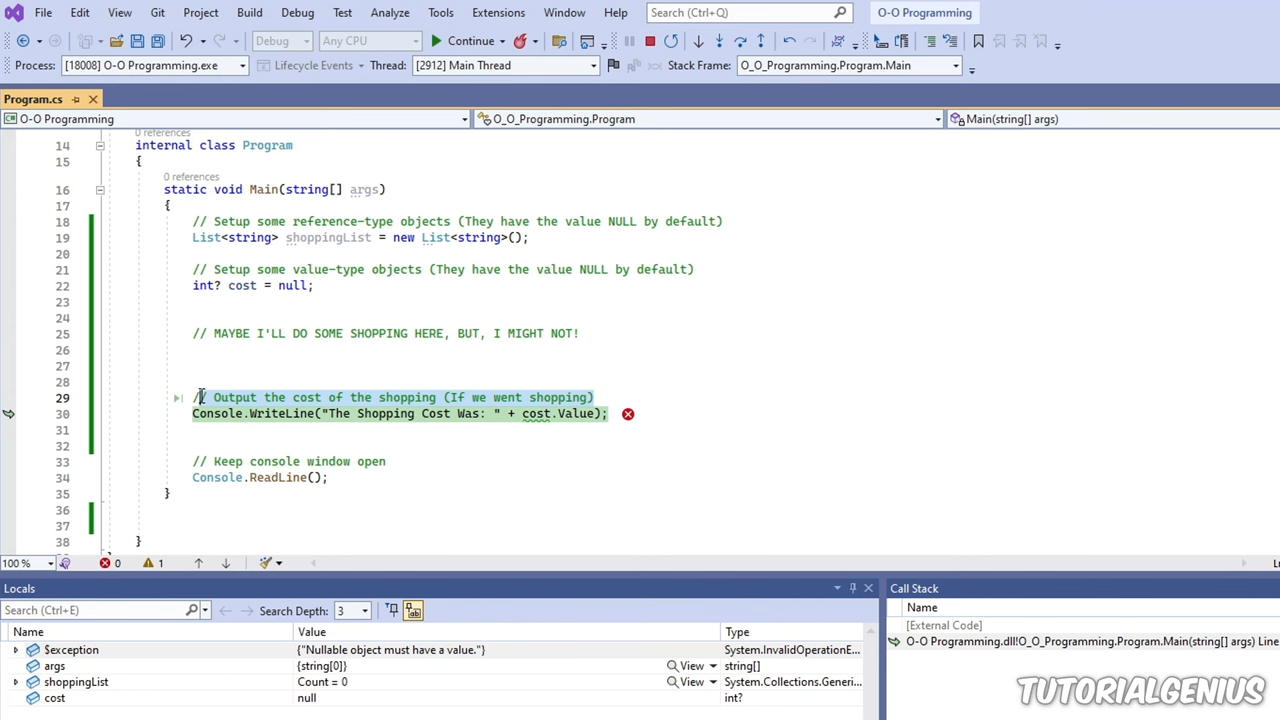 File Edit View Git Project Build Debug Test Analyze Tools Extensions Window Help Search (Ctrl+Q) O-O Programming
Debug Any CPU Continue
Process: [18008] O-O Programming.exe Lifecycle Events Thread: [2912] Main Thread Stack Frame: O_O_Programming.Program.Main
Program.cs
O-O Programming O_O_Programming.Program Main(string[] args)
0 references
14 internal class Program
15 {
0 references
16 static void Main(string[] args)
17 {
18 // Setup some reference-type objects (They have the value NULL by default)
19 List<string> shoppingList = new List<string>();
20
21 // Setup some value-type objects (They have the value NULL by default)
22 int? cost = null;
23
24
25 // MAYBE I'LL DO SOME SHOPPING HERE, BUT, I MIGHT NOT!
26
27
28
29 // Output the cost of the shopping (If we went shopping)
30 Console.WriteLine("The Shopping Cost Was: " + cost.Value);
31
32
33 // Keep console window open
34 Console.ReadLine();
35 }
36
37
38 }
100 % 0 1
Locals Call Stack
Search (Ctrl+E) Search Depth: 3 Name
Name Value Type [External Code]
$exception {"Nullable object must have a value."} System.InvalidOperationE... O-O Programming.dll!O_O_Programming.Program.Main(string[] args) Line
args {string[0]} View string[]
shoppingList Count = 0 View System.Collections.Generi...
cost null int?
TUTORIALGENIUS